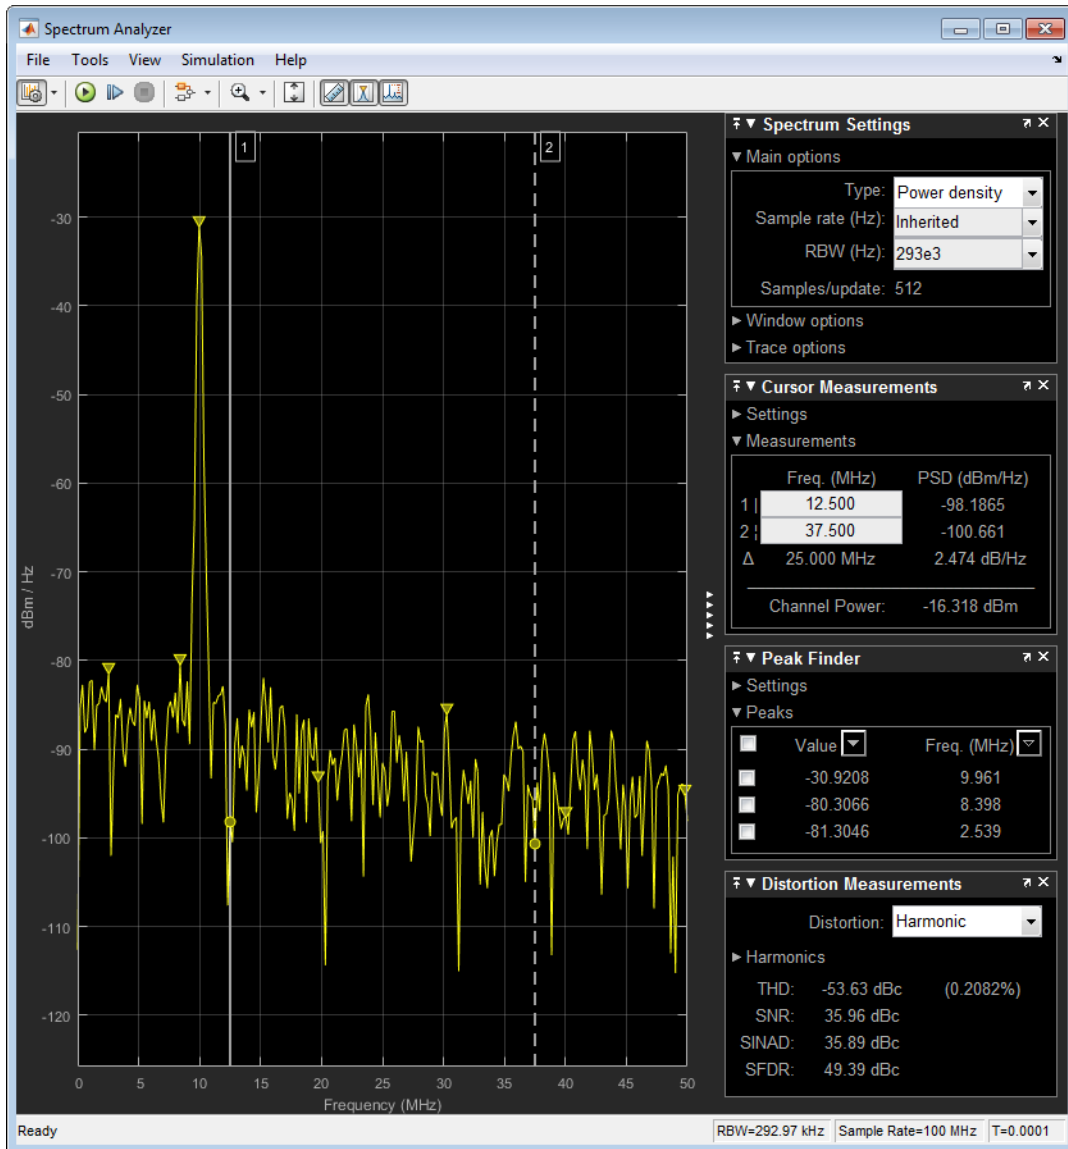 Spectrum Analyzer
File Tools View Simulation Help
1
2
-30
-40
-50
-60
-70
-80
-90
-100
-110
-120
dBm / Hz
0 5 10 15 20 25 30 35 40 45 50
Frequency (MHz)
Spectrum Settings
Main options
Type: Power density
Sample rate (Hz): Inherited
RBW (Hz): 293e3
Samples/update: 512
Window options
Trace options
Cursor Measurements
Settings
Measurements
Freq. (MHz) PSD (dBm/Hz)
1 | 12.500 -98.1865
2 ¦ 37.500 -100.661
Δ 25.000 MHz 2.474 dB/Hz
Channel Power: -16.318 dBm
Peak Finder
Settings
Peaks
Value Freq. (MHz)
-30.9208 9.961
-80.3066 8.398
-81.3046 2.539
Distortion Measurements
Distortion: Harmonic
Harmonics
THD: -53.63 dBc (0.2082%)
SNR: 35.96 dBc
SINAD: 35.89 dBc
SFDR: 49.39 dBc
Ready RBW=292.97 kHz Sample Rate=100 MHz T=0.0001